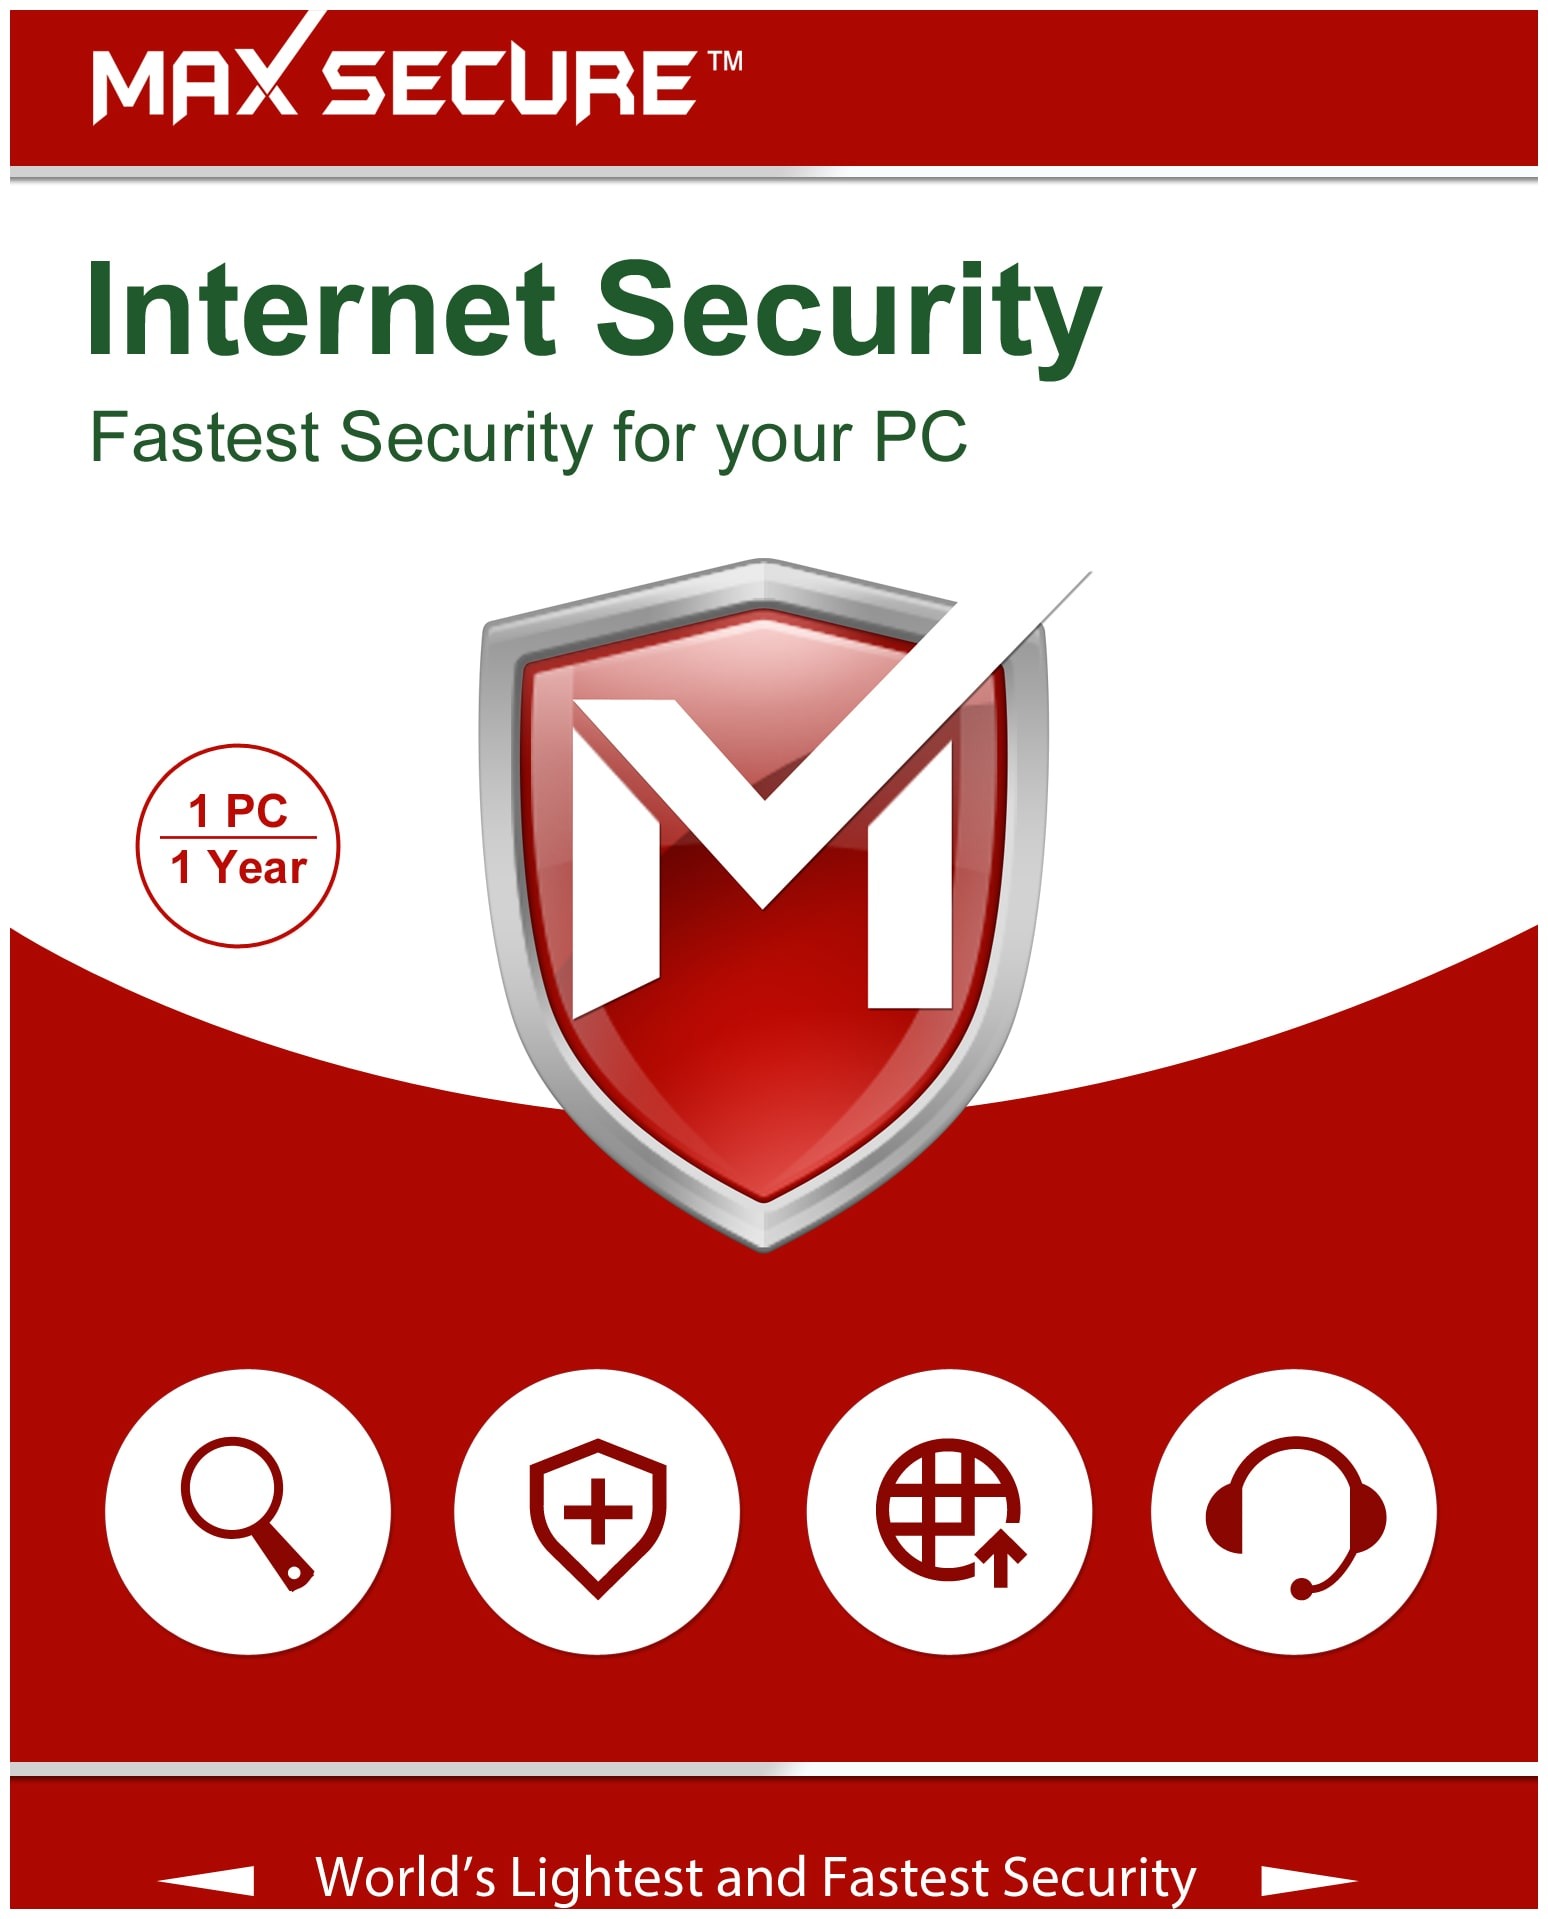 MAX SECURE™
Internet Security
Fastest Security for your PC
1 PC
1 Year
World’s Lightest and Fastest Security